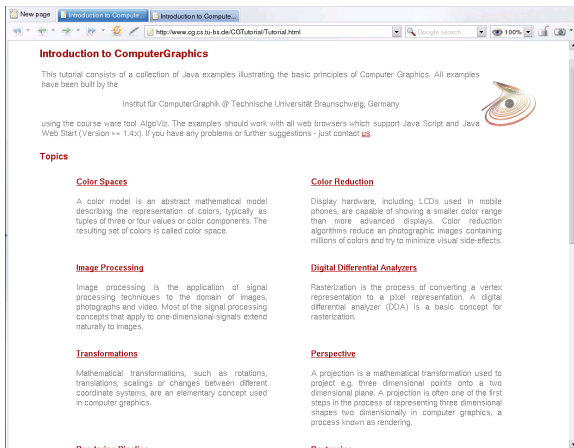 New page
Introduction to Compute...
Introduction to Compute...
http://www.cg.cs.tu-bs.de/CGTutorial/Tutorial.html
Google search
100%
Introduction to ComputerGraphics
This tutorial consists of a collection of Java examples illustrating the basic principles of Computer Graphics. All examples
have been built by the
Institut für ComputerGraphik @ Technische Universität Braunschweig, Germany
using the course ware tool AlgoViz. The examples should work with all web browsers which support Java Script and Java
Web Start (Version >= 1.4.x). If you have any problems or further suggestions - just contact us.
Topics
Color Spaces
A color model is an abstract mathematical model
describing the representation of colors, typically as
tuples of three or four values or color components. The
resulting set of colors is called color space.
Color Reduction
Display hardware, including LCDs used in mobile
phones, are capable of showing a smaller color range
than more advanced displays. Color reduction
algorithms reduce an photographic images containing
millions of colors and try to minimize visual side-effects.
Image Processing
Image processing is the application of signal
processing techniques to the domain of images,
photographs and video. Most of the signal processing
concepts that apply to one-dimensional signals extend
naturally to images.
Digital Differential Analyzers
Rasterization is the process of converting a vertex
representation to a pixel representation. A digital
differential analyzer (DDA) is a basic concept for
rasterization.
Transformations
Mathematical transformations, such as rotations,
translations, scalings or changes between different
coordinate systems, are an elementary concept used
in computer graphics.
Perspective
A projection is a mathematical transformation used to
project e.g. three dimensional points onto a two
dimensional plane. A projection is often one of the first
steps in the process of representing three dimensional
shapes two dimensionally in computer graphics, a
process known as rendering.